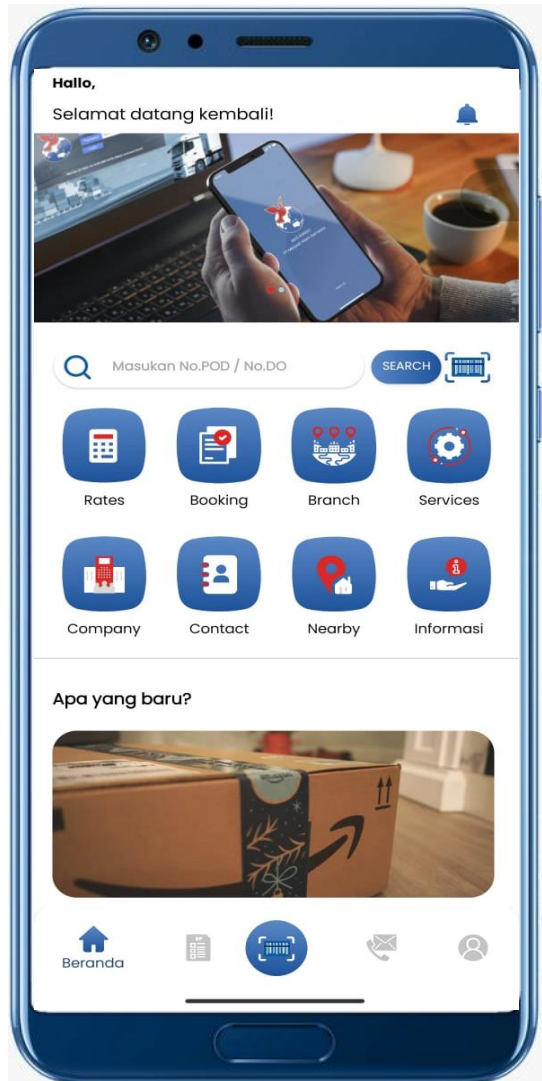 Hallo,
Selamat datang kembali!
Masukan No.POD / No.DO
SEARCH
Rates
Booking
Branch
Services
Company
Contact
Nearby
Informasi
Apa yang baru?
Beranda